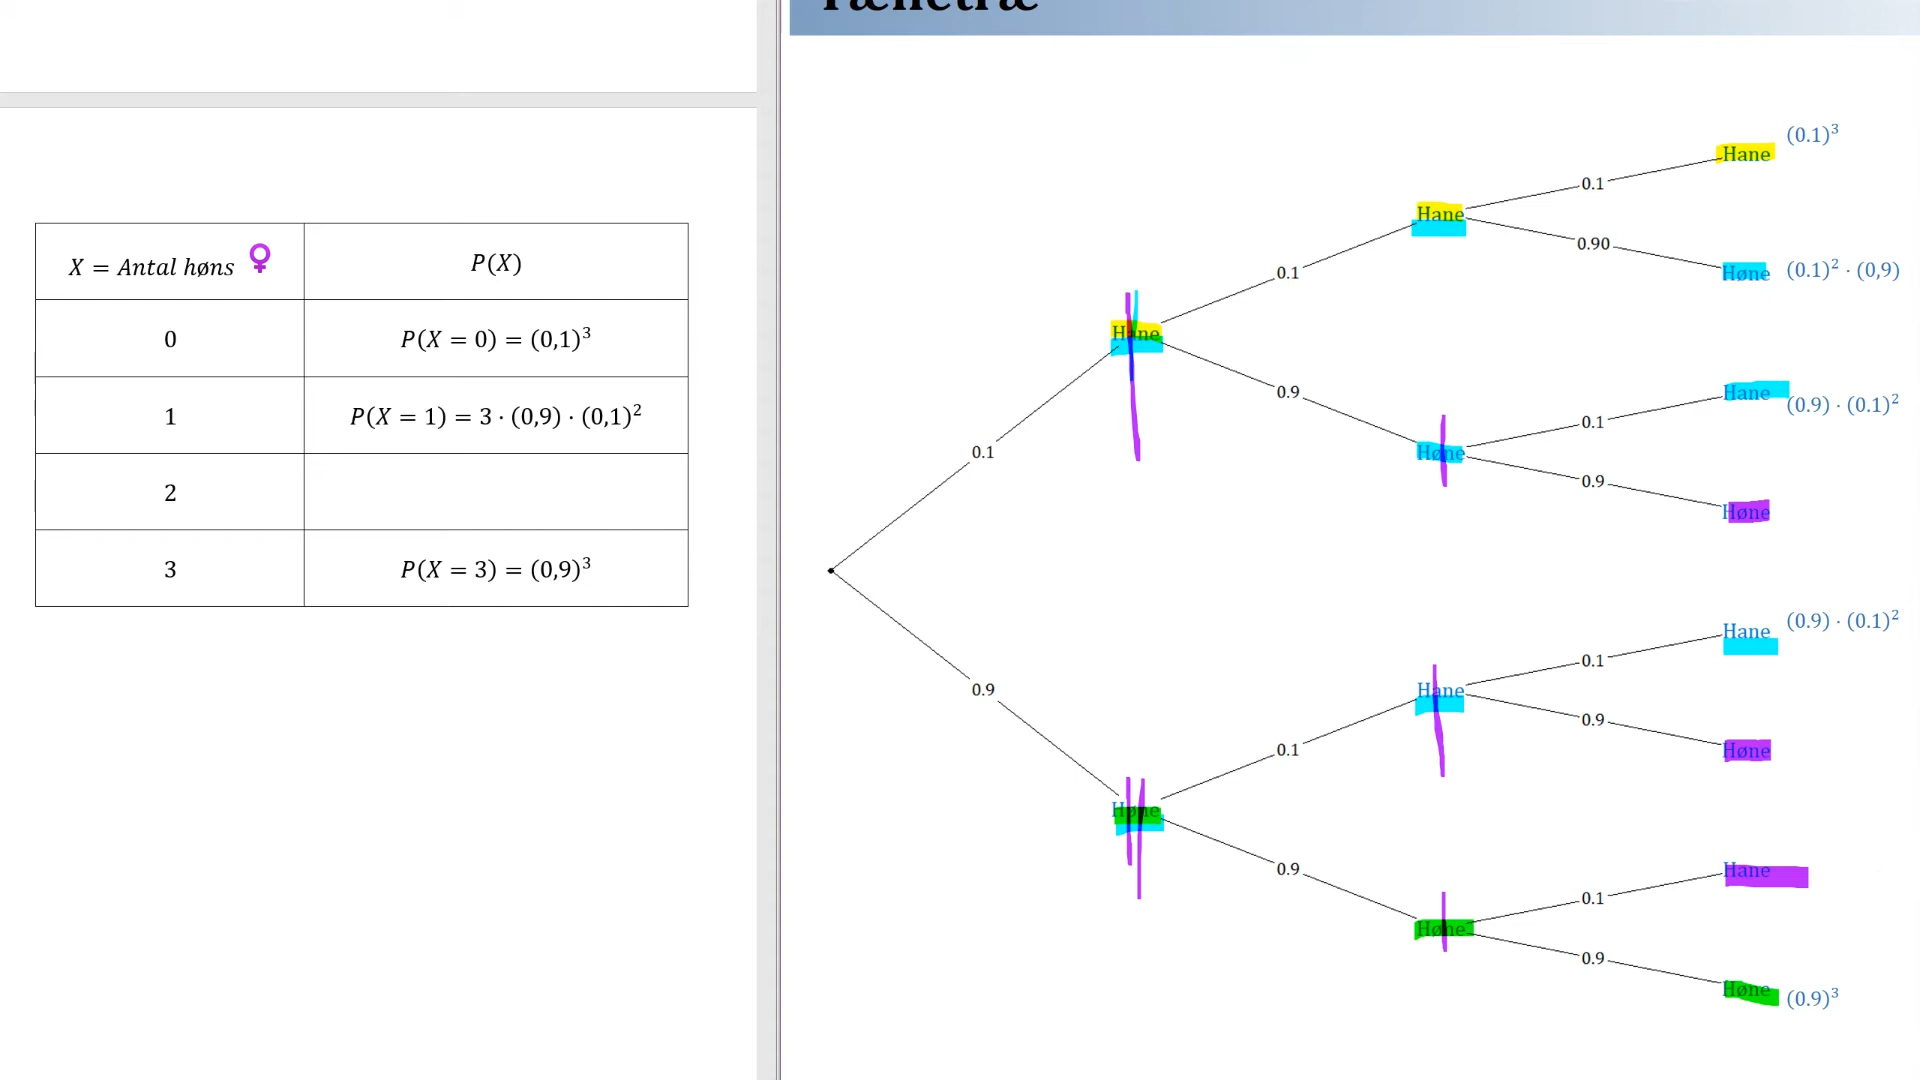 Tælletræ
X = Antal høns ♀
P(X)
0
P(X = 0) = (0,1)³
1
P(X = 1) = 3 · (0,9) · (0,1)²
2
3
P(X = 3) = (0,9)³
(0.1)³
Hane
0.1
Hane
0.90
0.1
Høne (0.1)² · (0,9)
Hane
0.9
Hane
(0.9) · (0.1)²
0.1
0.1
Høne
0.9
Høne
Hane (0.9) · (0.1)²
0.1
0.9
Hane
0.9
0.1
Høne
Høne
0.9
Hane
0.1
Høne
0.9
Høne (0.9)³